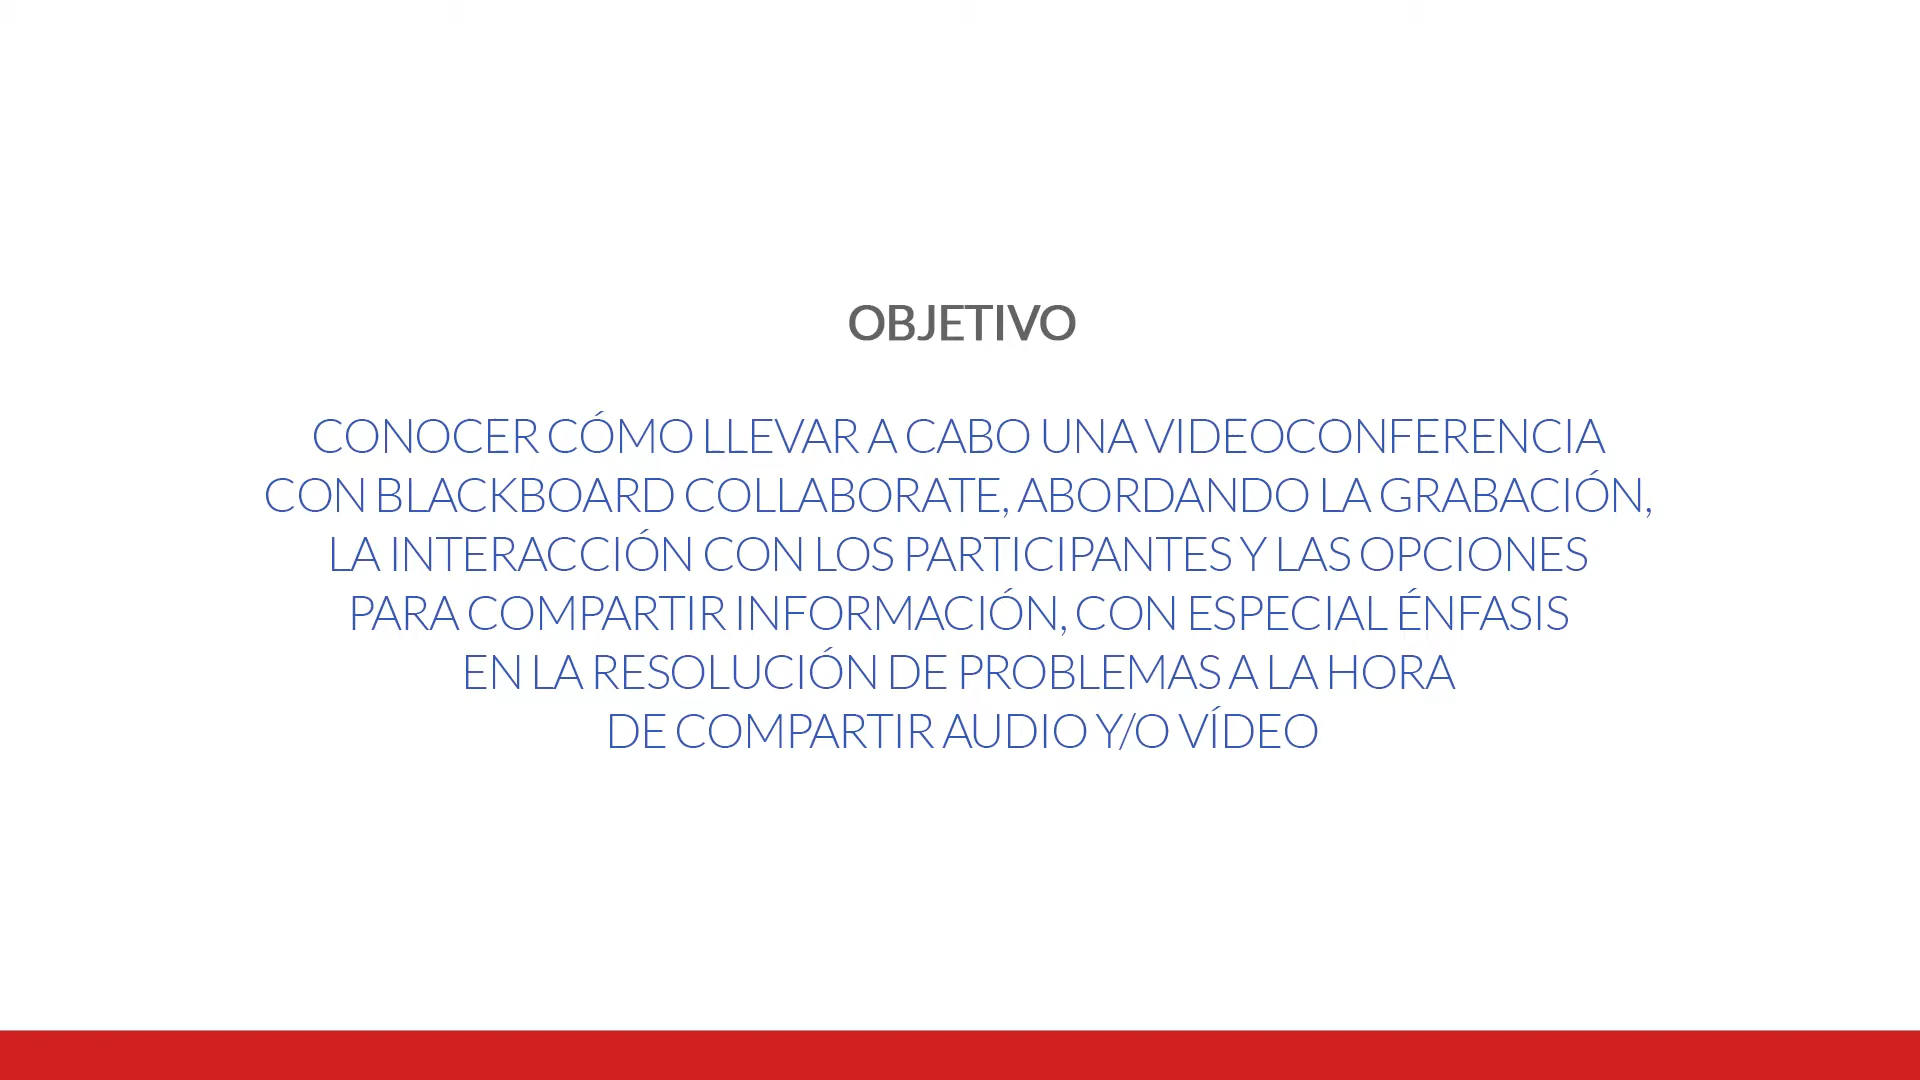 OBJETIVO
CONOCER CÓMO LLEVAR A CABO UNA VIDEOCONFERENCIA
CON BLACKBOARD COLLABORATE, ABORDANDO LA GRABACIÓN,
LA INTERACCIÓN CON LOS PARTICIPANTES Y LAS OPCIONES
PARA COMPARTIR INFORMACIÓN, CON ESPECIAL ÉNFASIS
EN LA RESOLUCIÓN DE PROBLEMAS A LA HORA
DE COMPARTIR AUDIO Y/O VÍDEO